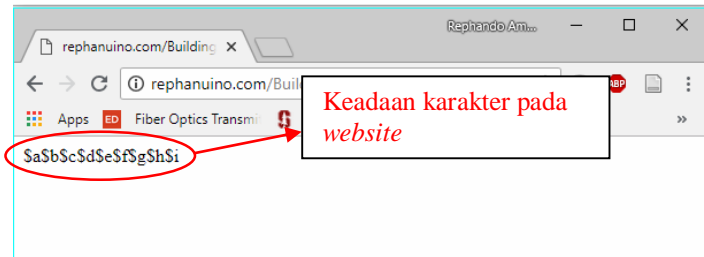 Rephando Am...
rephanuino.com/Building
rephanuino.com/Buil
ABP
Apps
ED
Fiber Optics Transmi
»
Keadaan karakter pada
website
$a$b$c$d$e$f$g$h$i